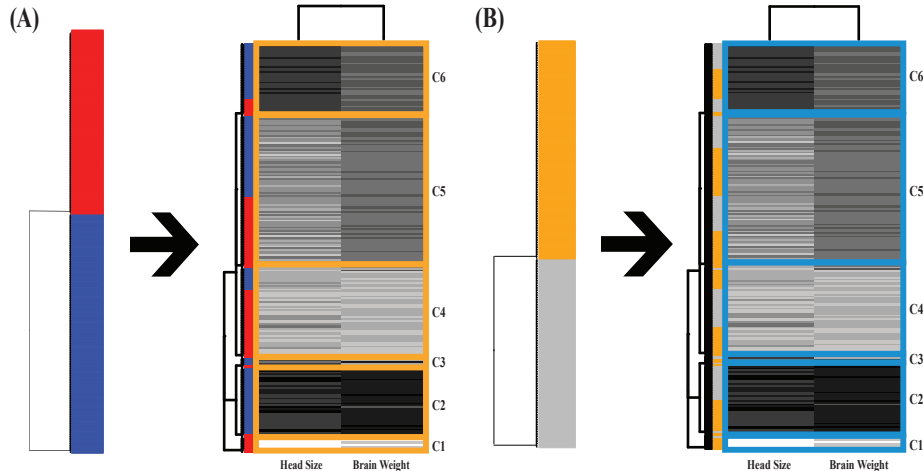 (A)
C6
C5
C4
C3
C2
C1
Head Size Brain Weight
(B)
C6
C5
C4
C3
C2
C1
Head Size Brain Weight